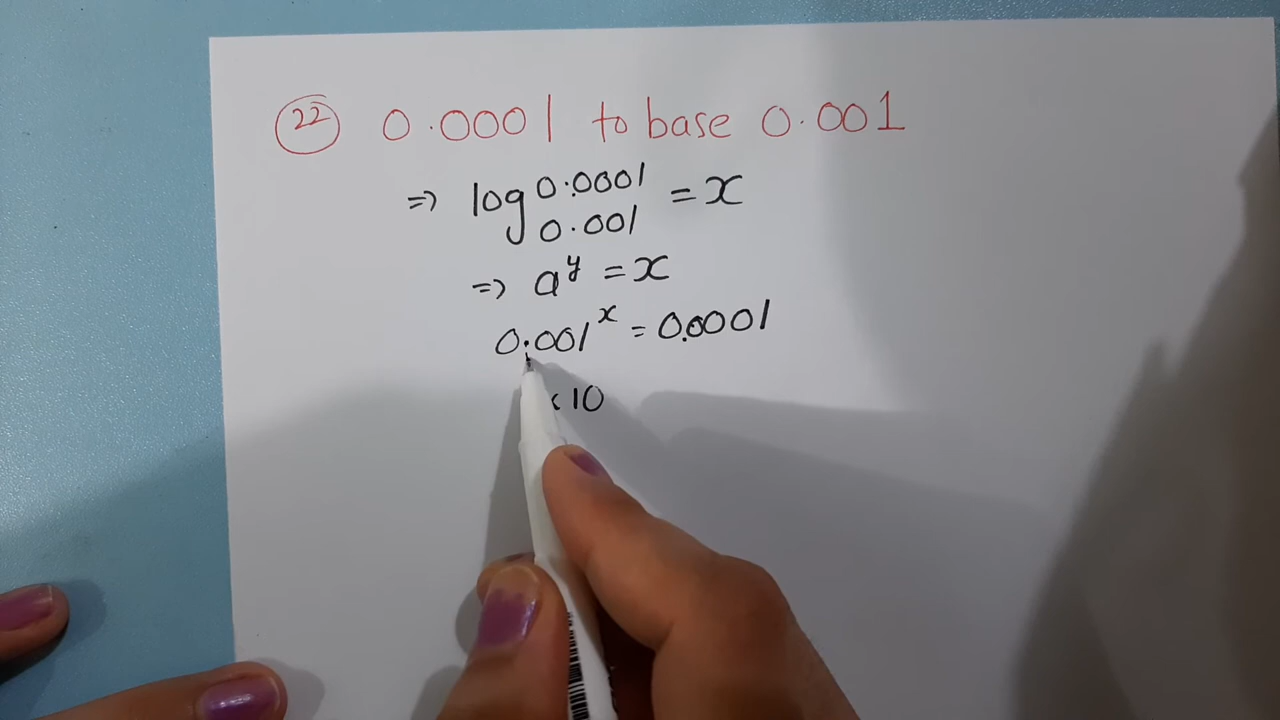 22 0.0001 to base 0.001
=> log 0.0001 = x
0.001
=> a^y = x
0.001^x = 0.0001
10